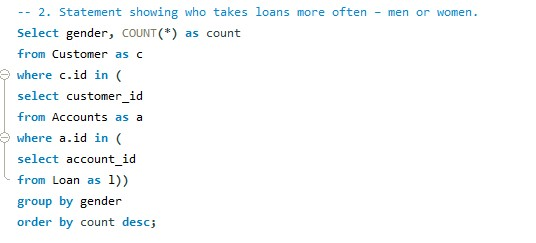 -- 2. Statement showing who takes loans more often – men or women.
Select gender, COUNT(*) as count
from Customer as c
where c.id in (
select customer_id
from Accounts as a
where a.id in (
select account_id
from Loan as l))
group by gender
order by count desc;